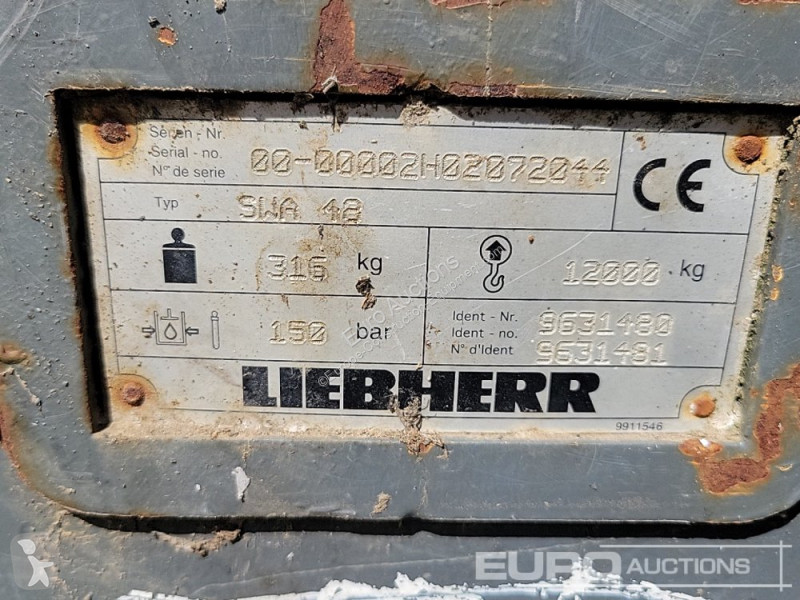 Serien - Nr.
Serial - no.
N° de serie
00-00002H02072044
CE
Typ
SWA 48
316 kg
12000 kg
150 bar
Ident - Nr.
Ident - no.
N° d'Ident
9631480
9631481
LIEBHERR
9911546
Euro Auctions
EURO AUCTIONS